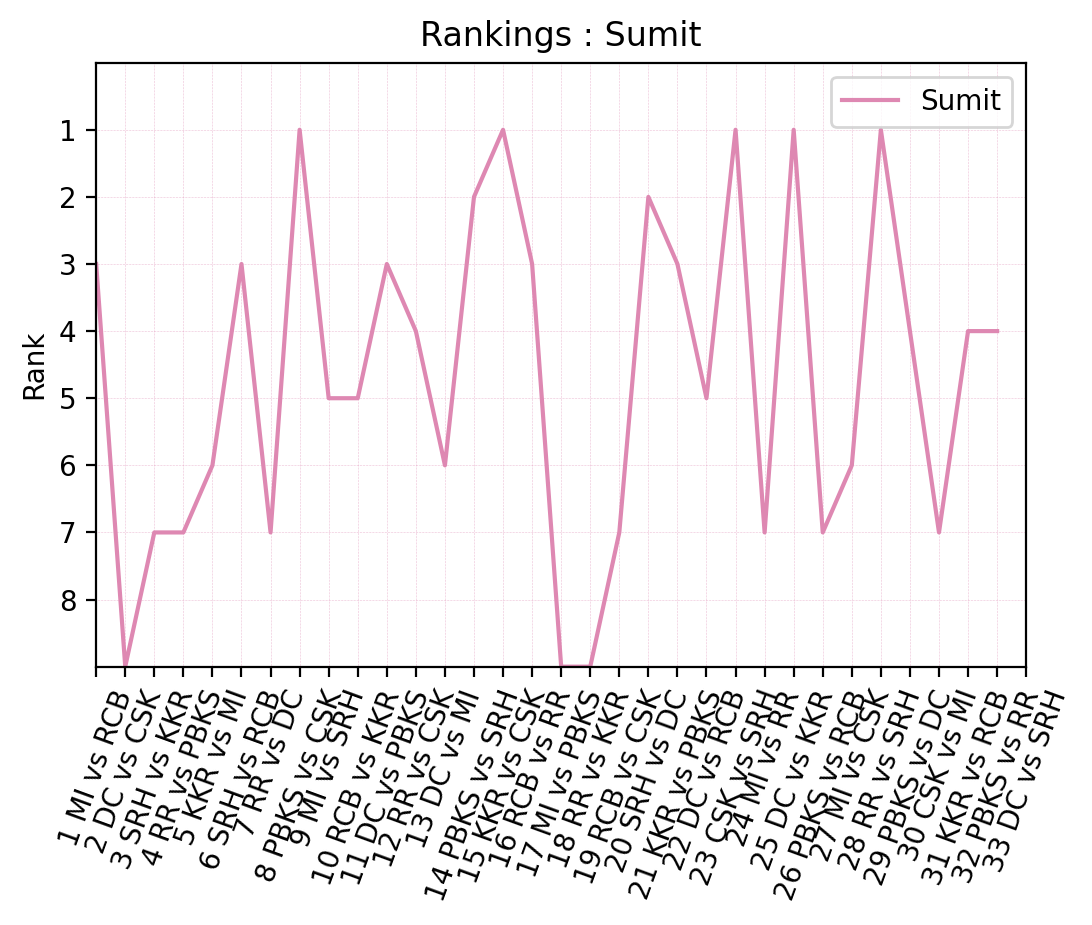 Rankings : Sumit
Sumit
Rank
1
2
3
4
5
6
7
8
1 MI vs RCB
2 DC vs CSK
3 SRH vs KKR
4 RR vs PBKS
5 KKR vs MI
6 SRH vs RCB
7 RR vs DC
8 PBKS vs CSK
9 MI vs SRH
10 RCB vs KKR
11 DC vs PBKS
12 RR vs CSK
13 DC vs MI
14 PBKS vs SRH
15 KKR vs CSK
16 RCB vs RR
17 MI vs PBKS
18 RR vs KKR
19 RCB vs CSK
20 SRH vs DC
21 KKR vs PBKS
22 DC vs RCB
23 CSK vs SRH
24 MI vs RR
25 DC vs KKR
26 PBKS vs RCB
27 MI vs CSK
28 RR vs SRH
29 PBKS vs DC
30 CSK vs MI
31 KKR vs RCB
32 PBKS vs RR
33 DC vs SRH